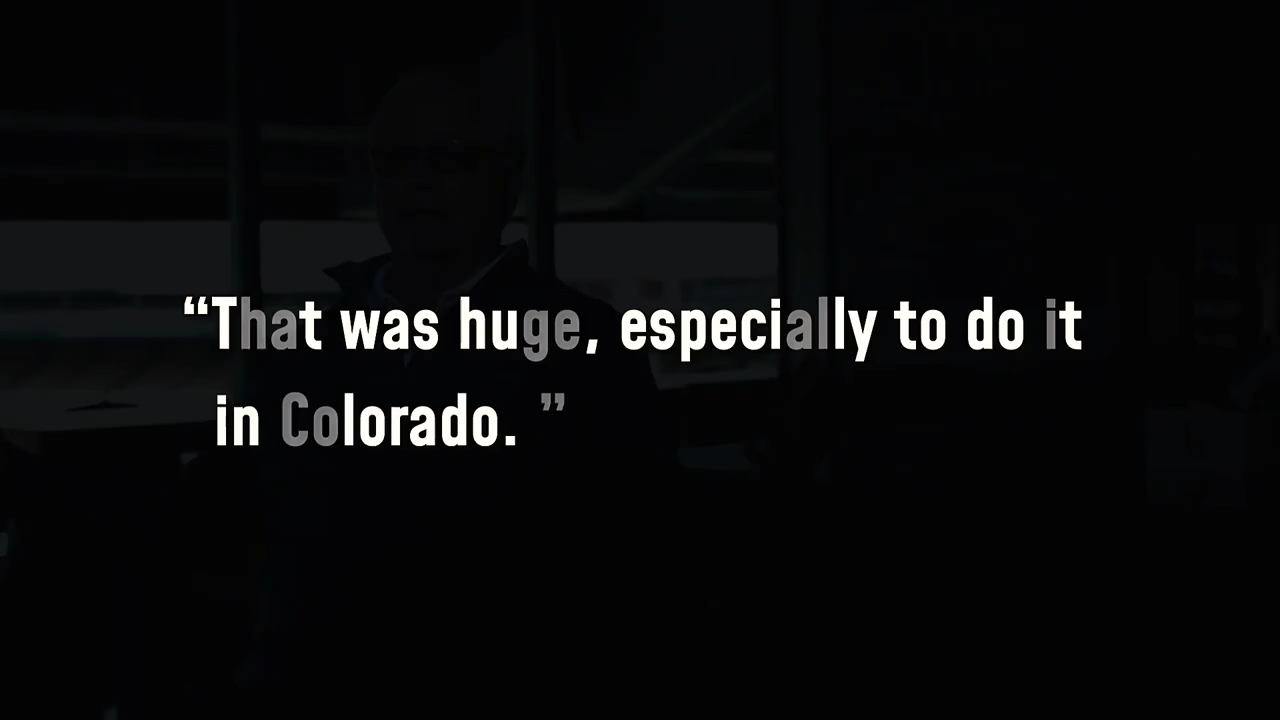 “That was huge, especially to do it
in Colorado. ”